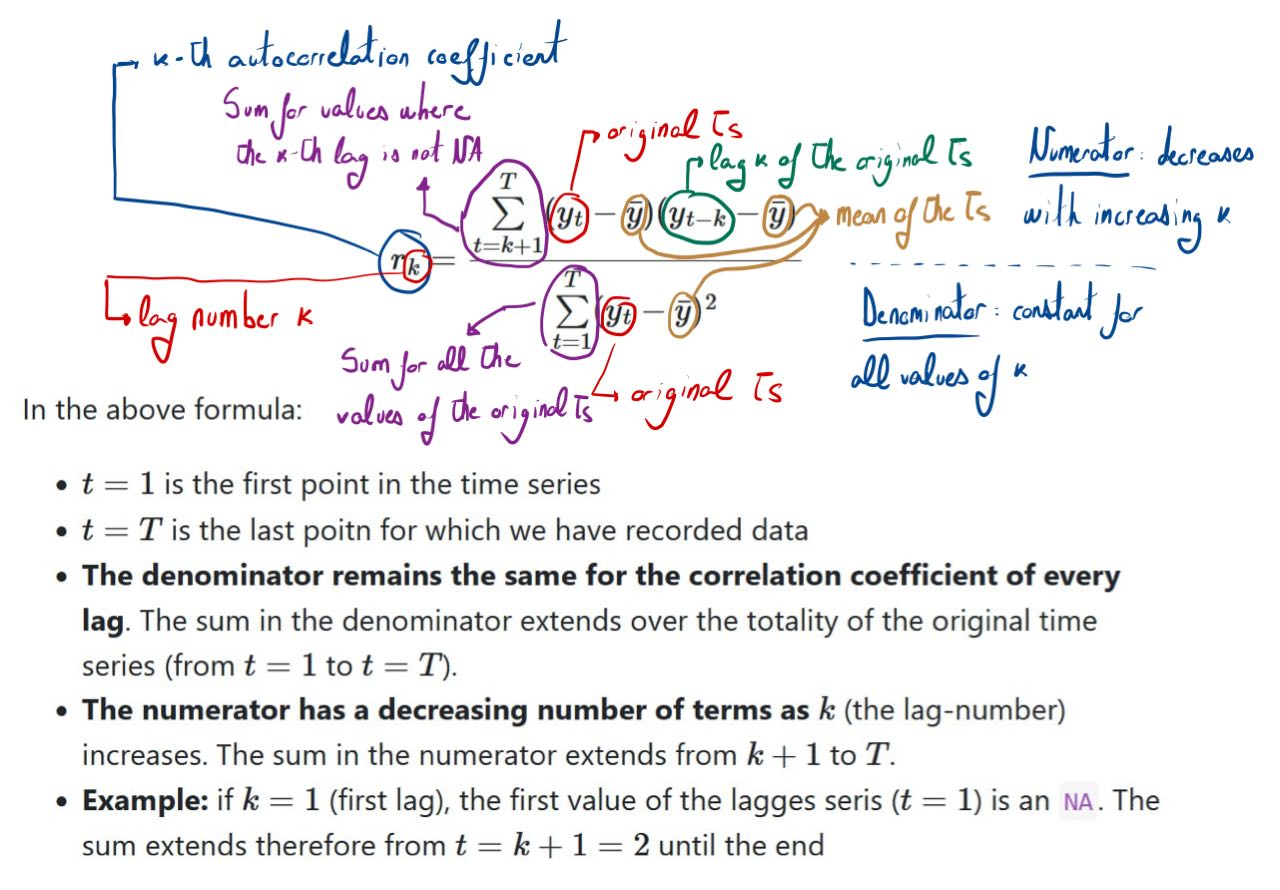 κ-th autocorrelation coefficient
Sum for values where
the κ-th lag is not NA
original Ts
lag κ of the original Ts
Numerator: decreases
with increasing κ
mean of the Ts
r_k = \frac{\sum_{t=k+1}^{T} (y_t - \bar{y})(y_{t-k} - \bar{y})}{\sum_{t=1}^{T} (y_t - \bar{y})^2}
lag number κ
Denominator: constant for
all values of κ
Sum for all the
values of the original Ts
original Ts
In the above formula:
• t = 1 is the first point in the time series
• t = T is the last poitn for which we have recorded data
• The denominator remains the same for the correlation coefficient of every
lag. The sum in the denominator extends over the totality of the original time
series (from t = 1 to t = T).
• The numerator has a decreasing number of terms as k (the lag-number)
increases. The sum in the numerator extends from k + 1 to T.
• Example: if k = 1 (first lag), the first value of the lagges seris (t = 1) is an NA. The
sum extends therefore from t = k + 1 = 2 until the end